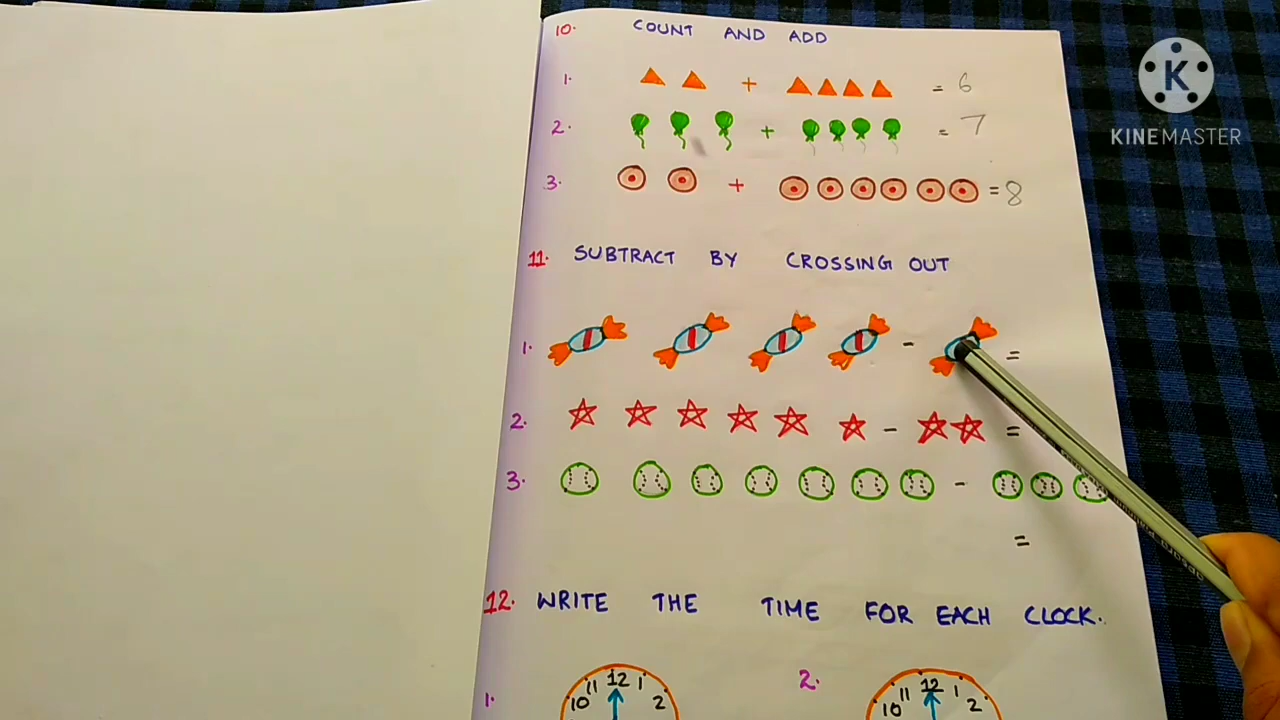 10. COUNT AND ADD
1. + = 6
2. + = 7
3. + = 8
11. SUBTRACT BY CROSSING OUT
1. - =
2. - =
3. -
=
12. WRITE THE TIME FOR EACH CLOCK.
1. 10 11 12 1 2
2. 10 11 12 1 2
K
KINEMASTER